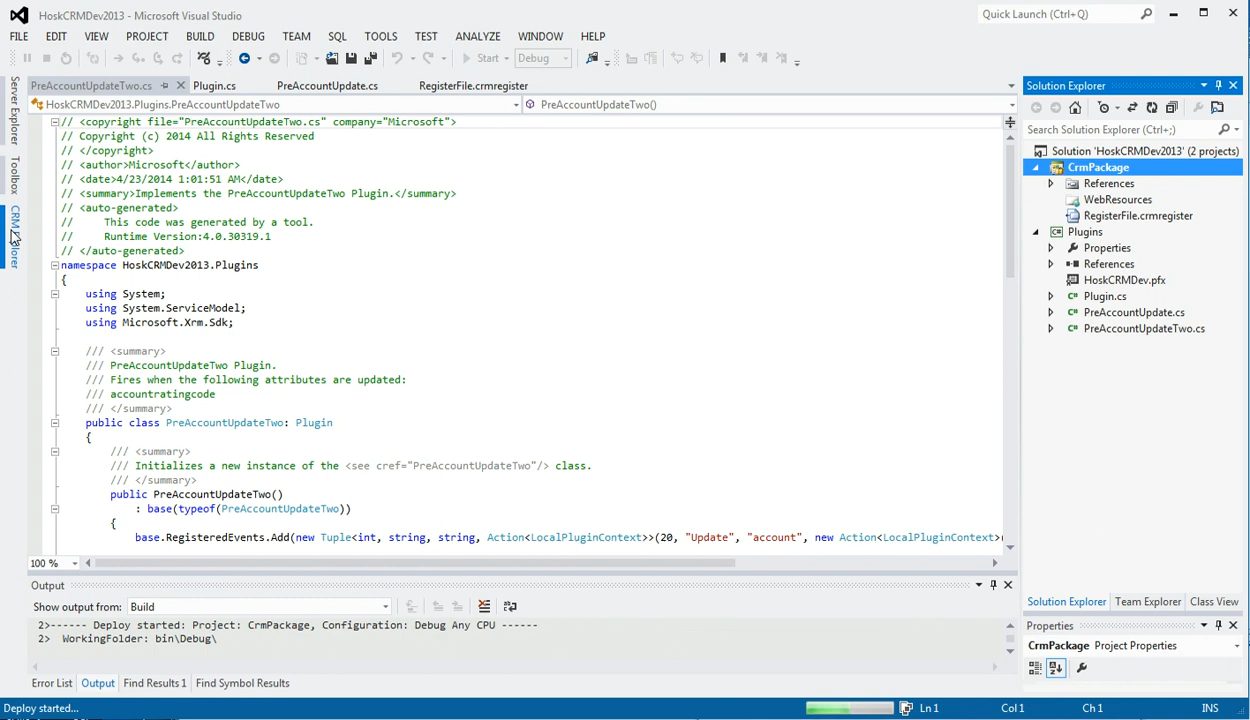 HoskCRMDev2013 - Microsoft Visual Studio
Quick Launch (Ctrl+Q)
FILE EDIT VIEW PROJECT BUILD DEBUG TEAM SQL TOOLS TEST ANALYZE WINDOW HELP
Start Debug
Server Explorer
Toolbox
PreAccountUpdateTwo.cs Plugin.cs PreAccountUpdate.cs RegisterFile.crmregister
HoskCRMDev2013.Plugins.PreAccountUpdateTwo PreAccountUpdateTwo()
// <copyright file="PreAccountUpdateTwo.cs" company="Microsoft">
// Copyright (c) 2014 All Rights Reserved
// </copyright>
// <author>Microsoft</author>
// <date>4/23/2014 1:01:51 AM</date>
// <summary>Implements the PreAccountUpdateTwo Plugin.</summary>
// <auto-generated>
//     This code was generated by a tool.
//     Runtime Version:4.0.30319.1
// </auto-generated>
namespace HoskCRMDev2013.Plugins
{
using System;
using System.ServiceModel;
using Microsoft.Xrm.Sdk;
/// <summary>
/// PreAccountUpdateTwo Plugin.
/// Fires when the following attributes are updated:
/// accountratingcode
/// </summary>
public class PreAccountUpdateTwo: Plugin
{
/// <summary>
/// Initializes a new instance of the <see cref="PreAccountUpdateTwo"/> class.
/// </summary>
public PreAccountUpdateTwo()
: base(typeof(PreAccountUpdateTwo))
{
base.RegisteredEvents.Add(new Tuple<int, string, string, Action<LocalPluginContext>>(20, "Update", "account", new Action<LocalPluginContext>(
100 %
Output
Show output from: Build
2>------ Deploy started: Project: CrmPackage, Configuration: Debug Any CPU ------
2>  WorkingFolder: bin\Debug\
Error List Output Find Results 1 Find Symbol Results
Solution Explorer
Search Solution Explorer (Ctrl+;)
Solution 'HoskCRMDev2013' (2 projects)
CrmPackage
References
WebResources
RegisterFile.crmregister
Plugins
Properties
References
HoskCRMDev.pfx
Plugin.cs
PreAccountUpdate.cs
PreAccountUpdateTwo.cs
Solution Explorer Team Explorer Class View
Properties
CrmPackage Project Properties
Deploy started... Ln 1 Col 1 Ch 1 INS